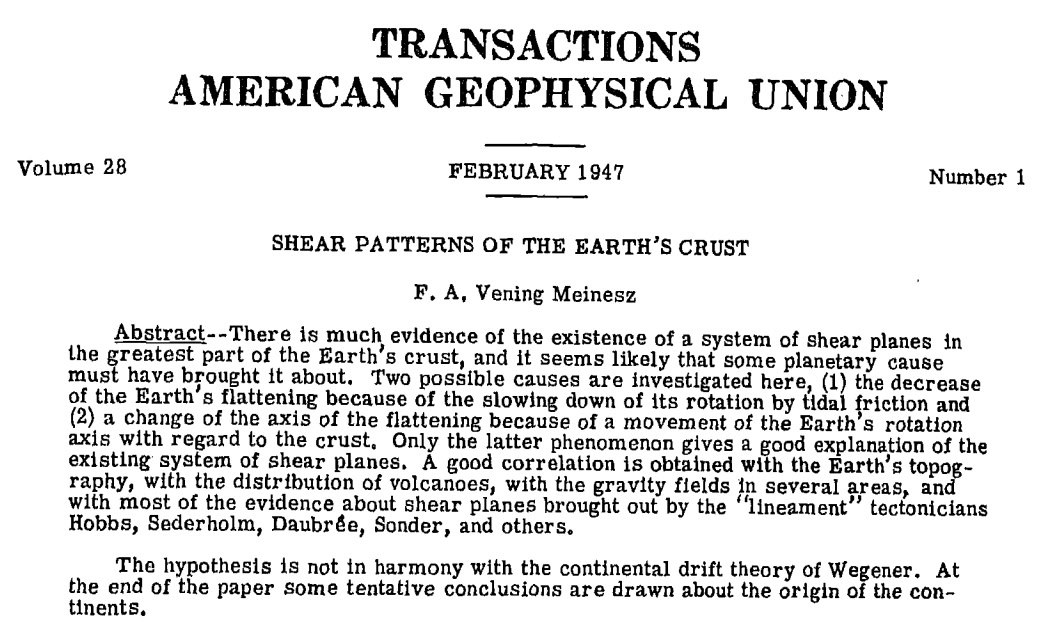 TRANSACTIONS
AMERICAN GEOPHYSICAL UNION
Volume 28
FEBRUARY 1947
Number 1
SHEAR PATTERNS OF THE EARTH'S CRUST
F. A. Vening Meinesz
Abstract--There is much evidence of the existence of a system of shear planes in
the greatest part of the Earth's crust, and it seems likely that some planetary cause
must have brought it about. Two possible causes are investigated here, (1) the decrease
of the Earth's flattening because of the slowing down of its rotation by tidal friction and
(2) a change of the axis of the flattening because of a movement of the Earth's rotation
axis with regard to the crust. Only the latter phenomenon gives a good explanation of the
existing system of shear planes. A good correlation is obtained with the Earth's topog-
raphy, with the distribution of volcanoes, with the gravity fields in several areas, and
with most of the evidence about shear planes brought out by the "lineament" tectonicians
Hobbs, Sederholm, Daubrée, Sonder, and others.
The hypothesis is not in harmony with the continental drift theory of Wegener. At
the end of the paper some tentative conclusions are drawn about the origin of the con-
tinents.